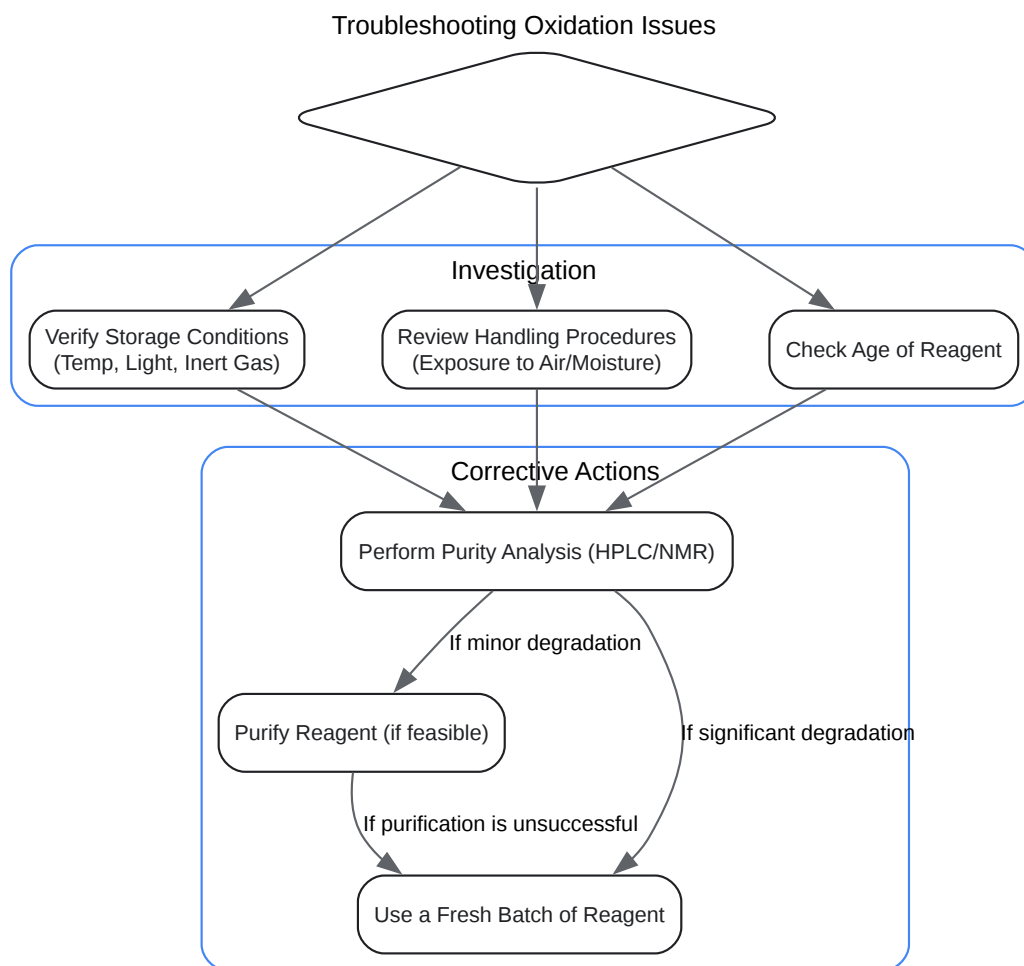 Troubleshooting Oxidation Issues
Investigation
Verify Storage Conditions
(Temp, Light, Inert Gas)
Review Handling Procedures
(Exposure to Air/Moisture)
Check Age of Reagent
Corrective Actions
Perform Purity Analysis (HPLC/NMR)
If minor degradation
Purify Reagent (if feasible)
If significant degradation
If purification is unsuccessful
Use a Fresh Batch of Reagent